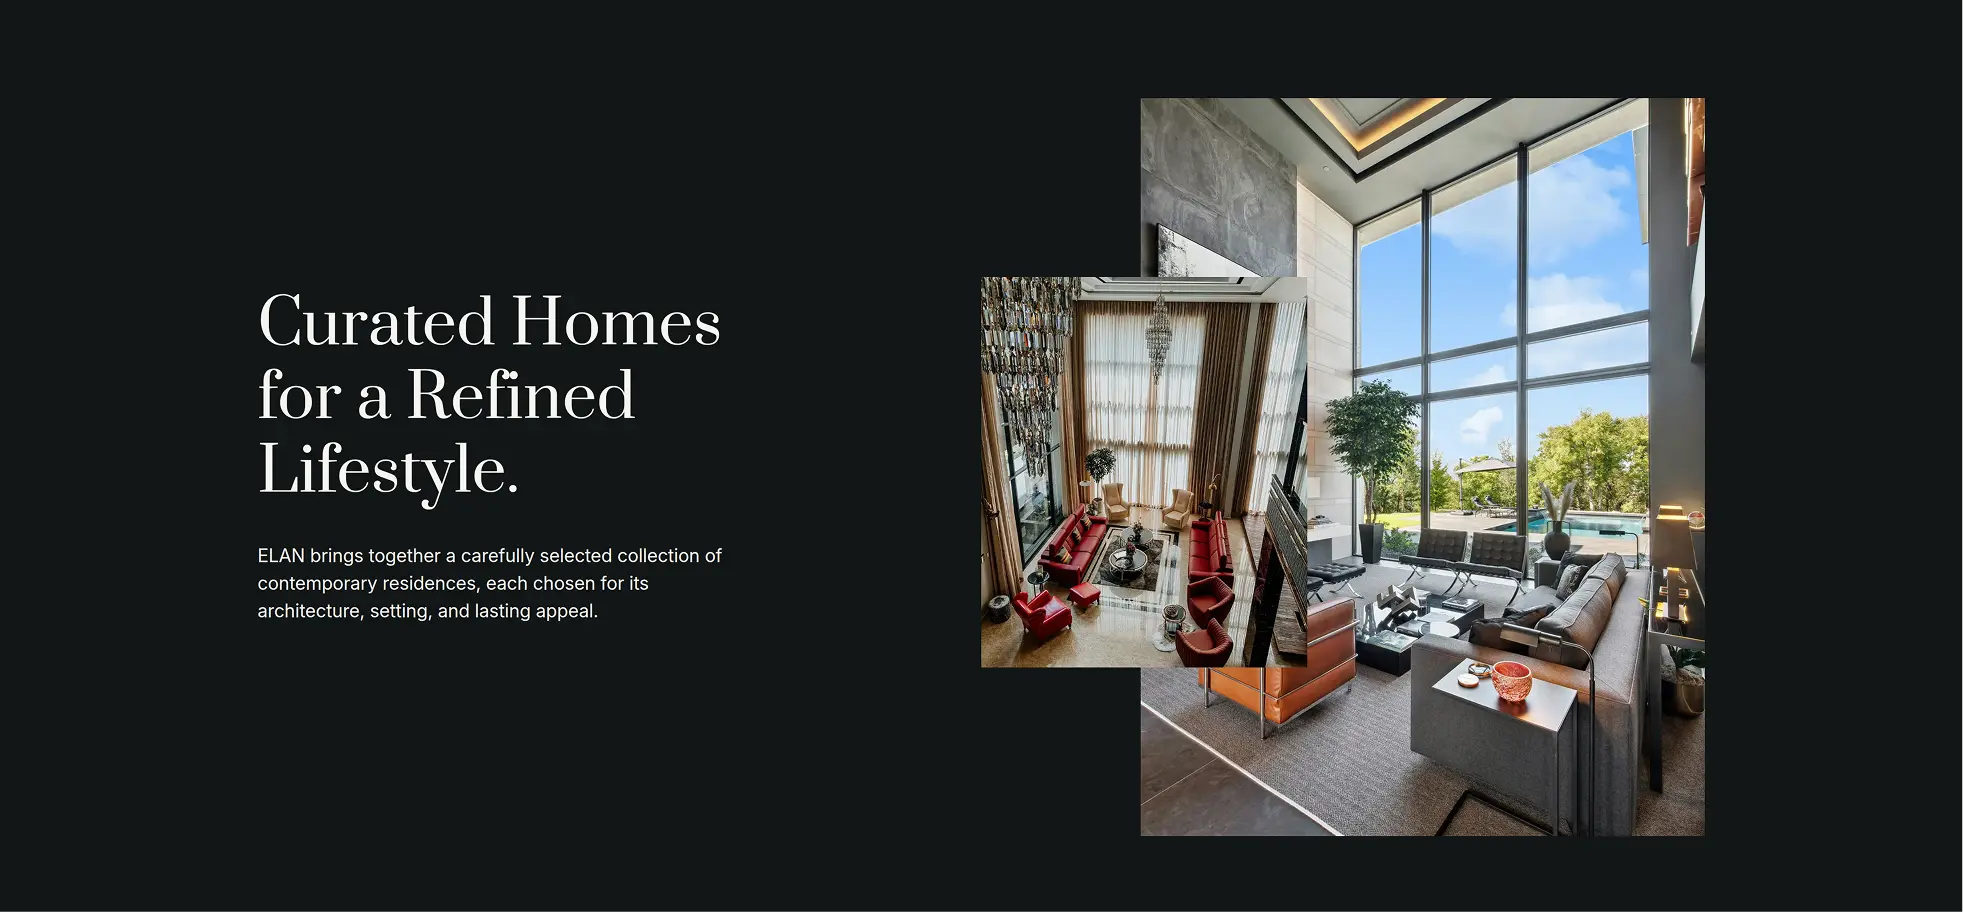 Curated Homes
for a Refined
Lifestyle.
ELAN brings together a carefully selected collection of
contemporary residences, each chosen for its
architecture, setting, and lasting appeal.